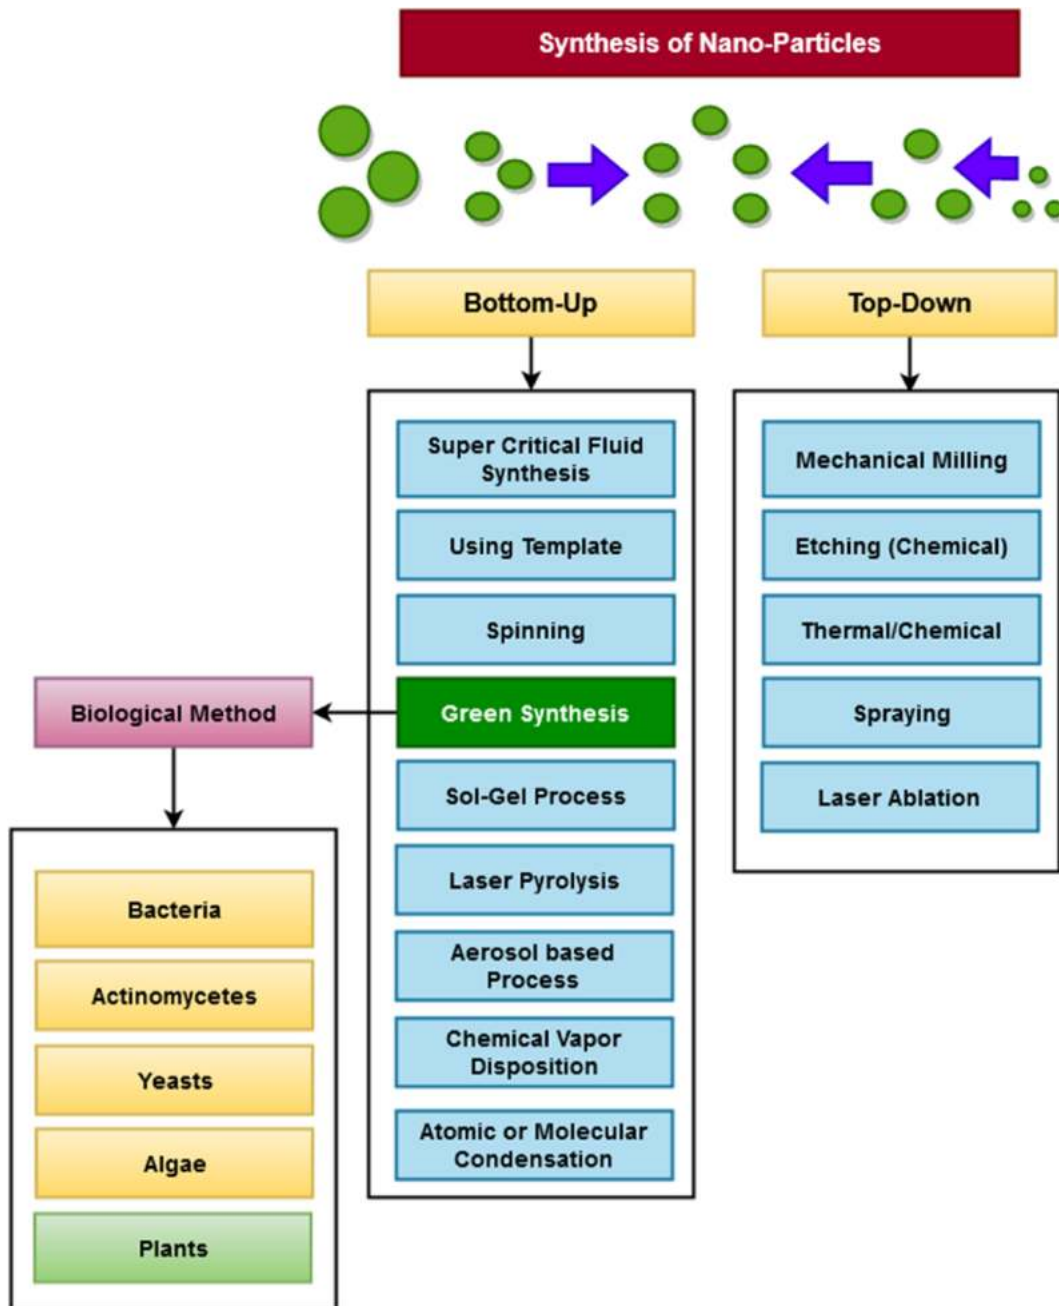 Synthesis of Nano-Particles
Bottom-Up
Top-Down
Super Critical Fluid
Synthesis
Using Template
Spinning
Green Synthesis
Sol-Gel Process
Laser Pyrolysis
Aerosol based
Process
Chemical Vapor
Disposition
Atomic or Molecular
Condensation
Mechanical Milling
Etching (Chemical)
Thermal/Chemical
Spraying
Laser Ablation
Biological Method
Bacteria
Actinomycetes
Yeasts
Algae
Plants